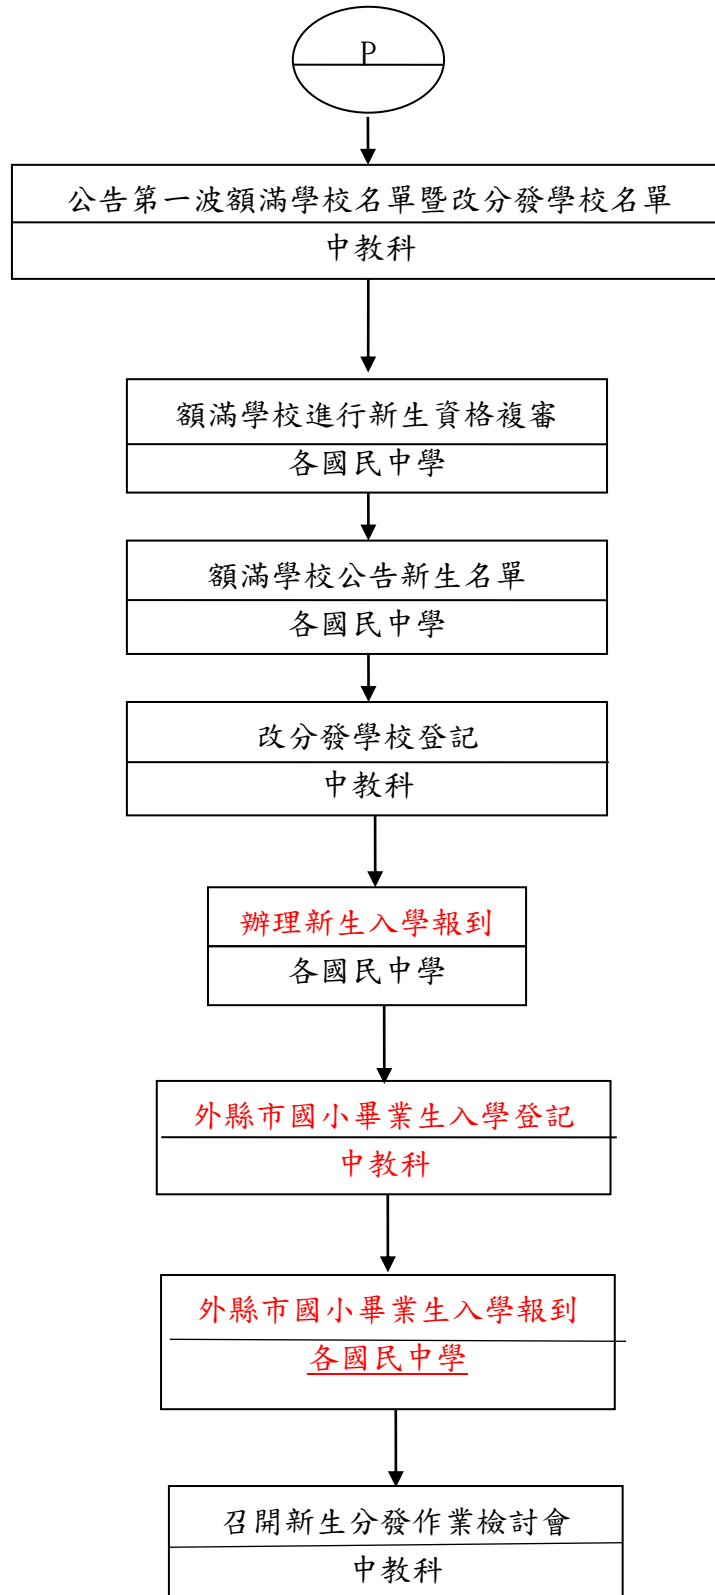 P
公告第一波額滿學校名單暨改分發學校名單
中教科
額滿學校進行新生資格複審
各國民中學
額滿學校公告新生名單
各國民中學
改分發學校登記
中教科
辦理新生入學報到
各國民中學
外縣市國小畢業生入學登記
中教科
外縣市國小畢業生入學報到
各國民中學
召開新生分發作業檢討會
中教科